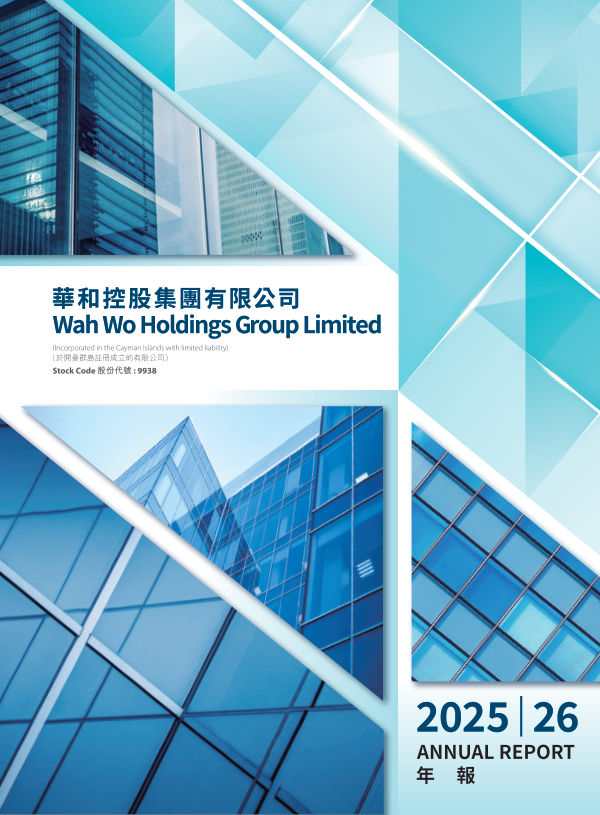 華和控股集團有限公司
Wah Wo Holdings Group Limited
(Incorporated in the Cayman Islands with limited liability)
(於開曼群島註冊成立的有限公司)
Stock Code 股份代號 : 9938
2025 | 26
ANNUAL REPORT
年 報